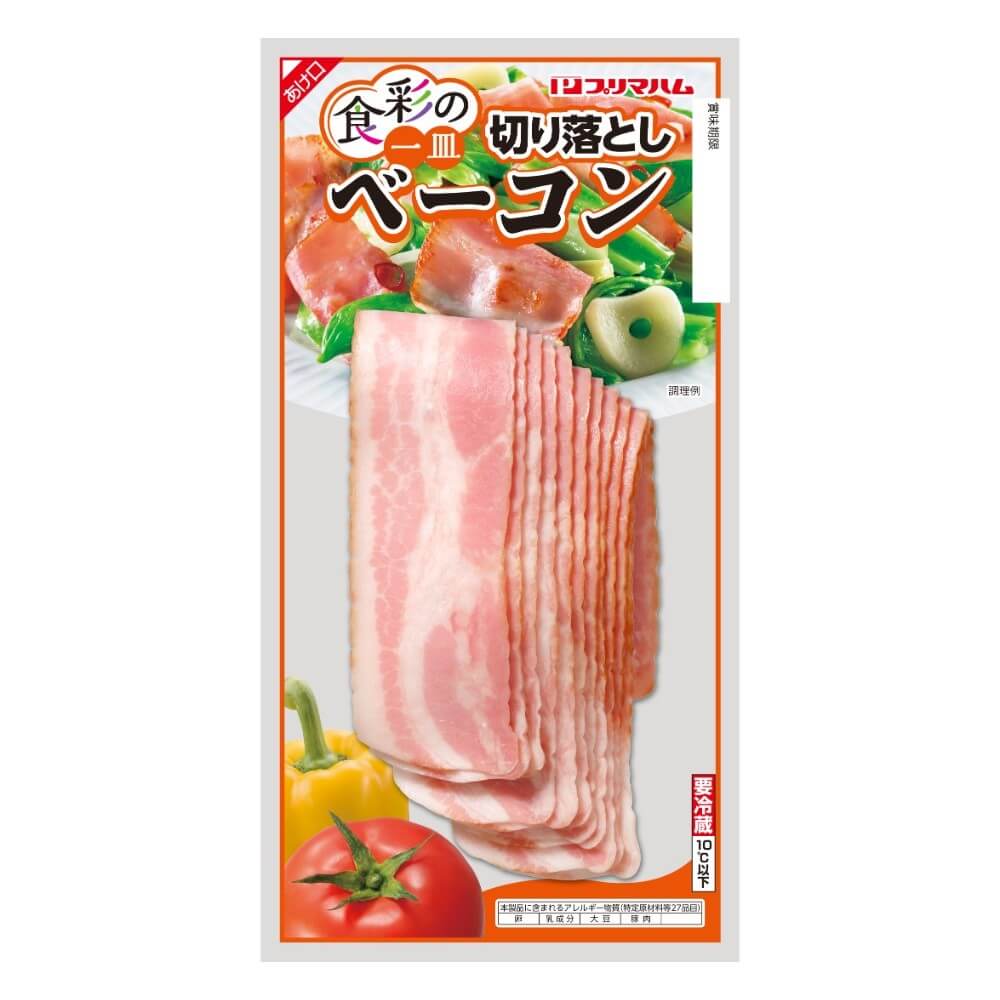 あけ口
プリマハム
食彩の
一皿
切り落とし
ベーコン
賞味期限
調理例
要冷蔵
10℃以下
本製品に含まれるアレルギー物質(特定原材料等27品目)
卵 乳成分 大豆 豚肉